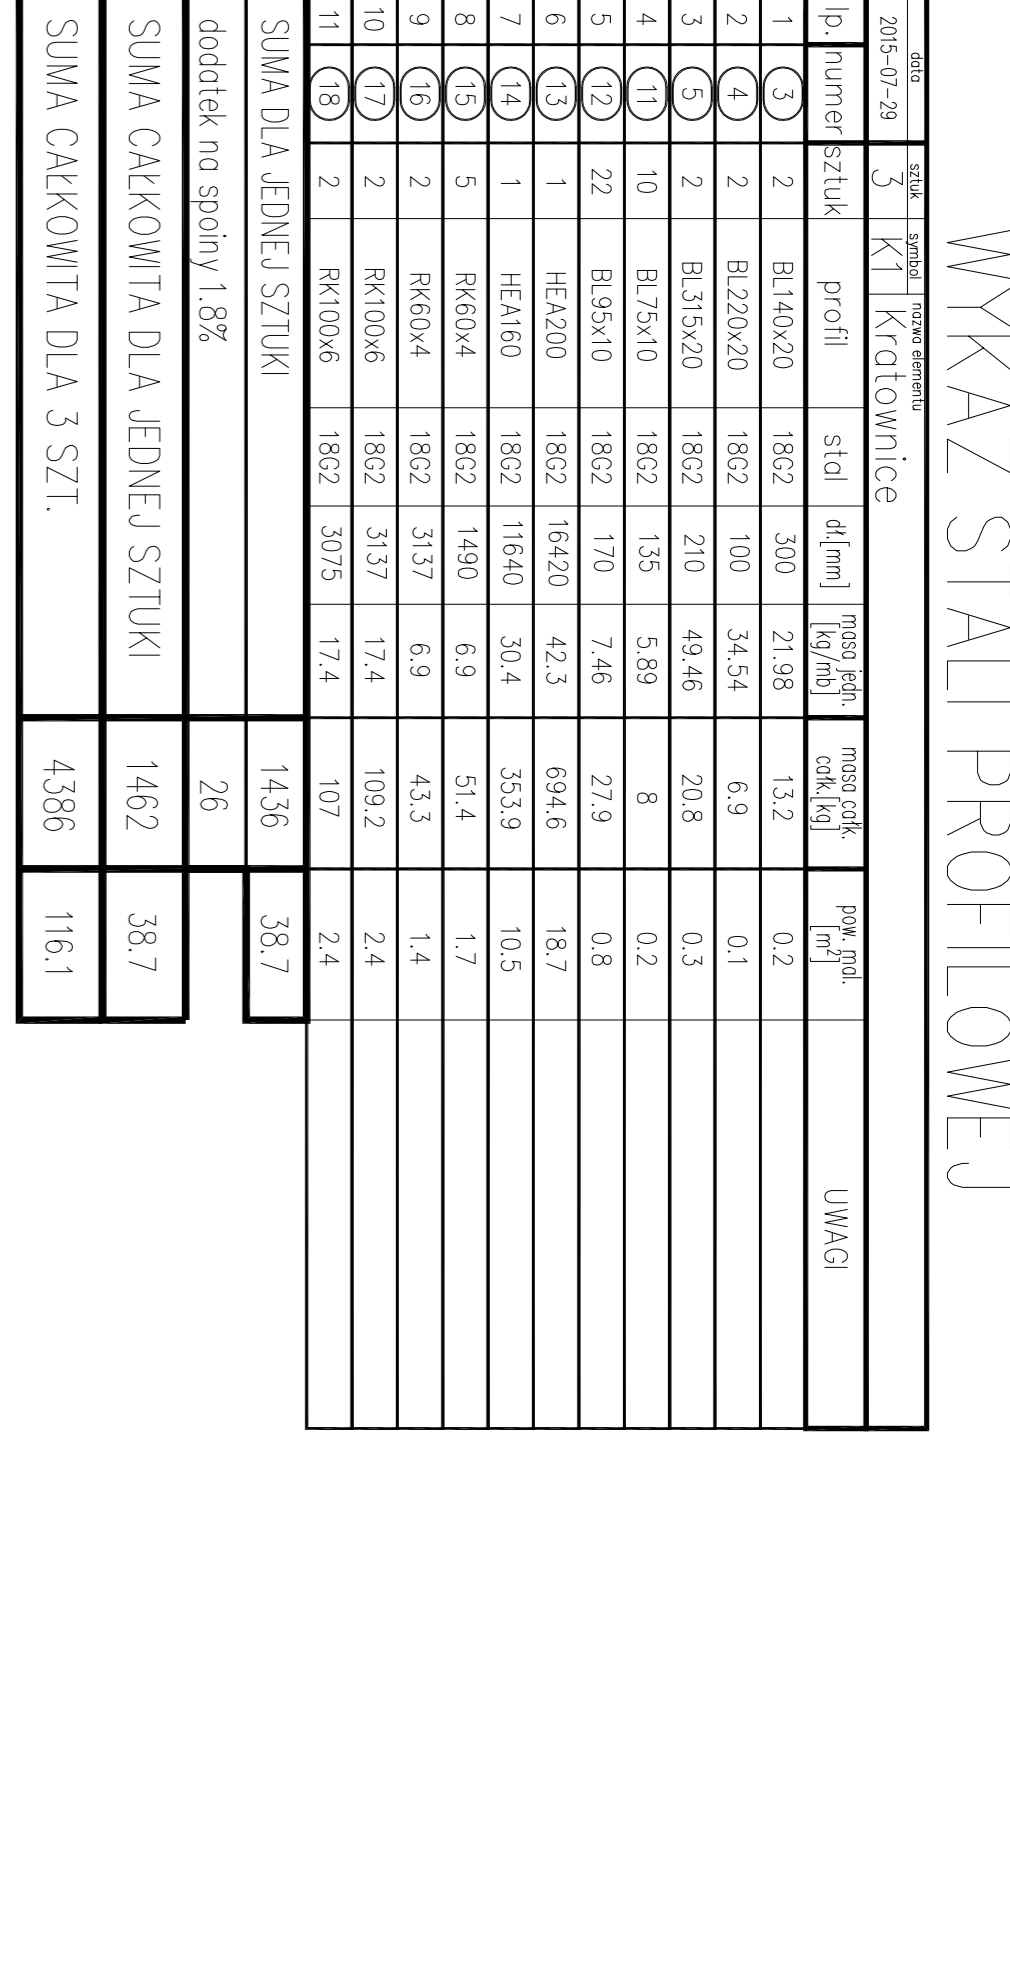 WYKAZ STALI PROFILOWEJ
data sztuk symbol nazwa elementu
2015-07-29 3 K1 Kratownice
lp. numer sztuk profil stal dł.[mm] masa jedn. [kg/mb] masa całk. całk.[kg] pow. mal. [m²] UWAGI
1 3 2 BL140x20 18G2 300 21.98 13.2 0.2
2 4 2 BL220x20 18G2 100 34.54 6.9 0.1
3 5 2 BL315x20 18G2 210 49.46 20.8 0.3
4 11 10 BL75x10 18G2 135 5.89 8 0.2
5 12 22 BL95x10 18G2 170 7.46 27.9 0.8
6 13 1 HEA200 18G2 16420 42.3 694.6 18.7
7 14 1 HEA160 18G2 11640 30.4 353.9 10.5
8 15 5 RK60x4 18G2 1490 6.9 51.4 1.7
9 16 2 RK60x4 18G2 3137 6.9 43.3 1.4
10 17 2 RK100x6 18G2 3137 17.4 109.2 2.4
11 18 2 RK100x6 18G2 3075 17.4 107 2.4
SUMA DLA JEDNEJ SZTUKI 1436 38.7
dodatek na spoiny 1.8% 26
SUMA CAŁKOWITA DLA JEDNEJ SZTUKI 1462 38.7
SUMA CAŁKOWITA DLA 3 SZT. 4386 116.1